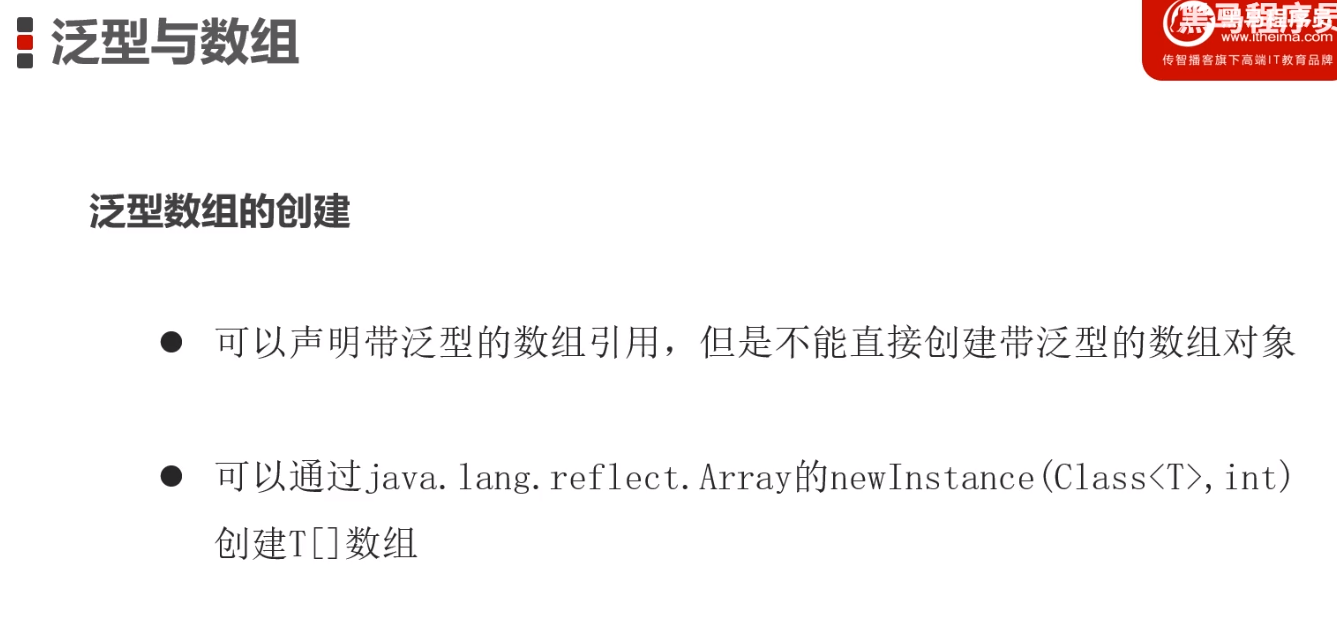 泛型与数组
黑马程序员
www.itheima.com
传智播客旗下高端IT教育品牌
泛型数组的创建
● 可以声明带泛型的数组引用，但是不能直接创建带泛型的数组对象
● 可以通过java.lang.reflect.Array的newInstance(Class<T>,int)
创建T[]数组